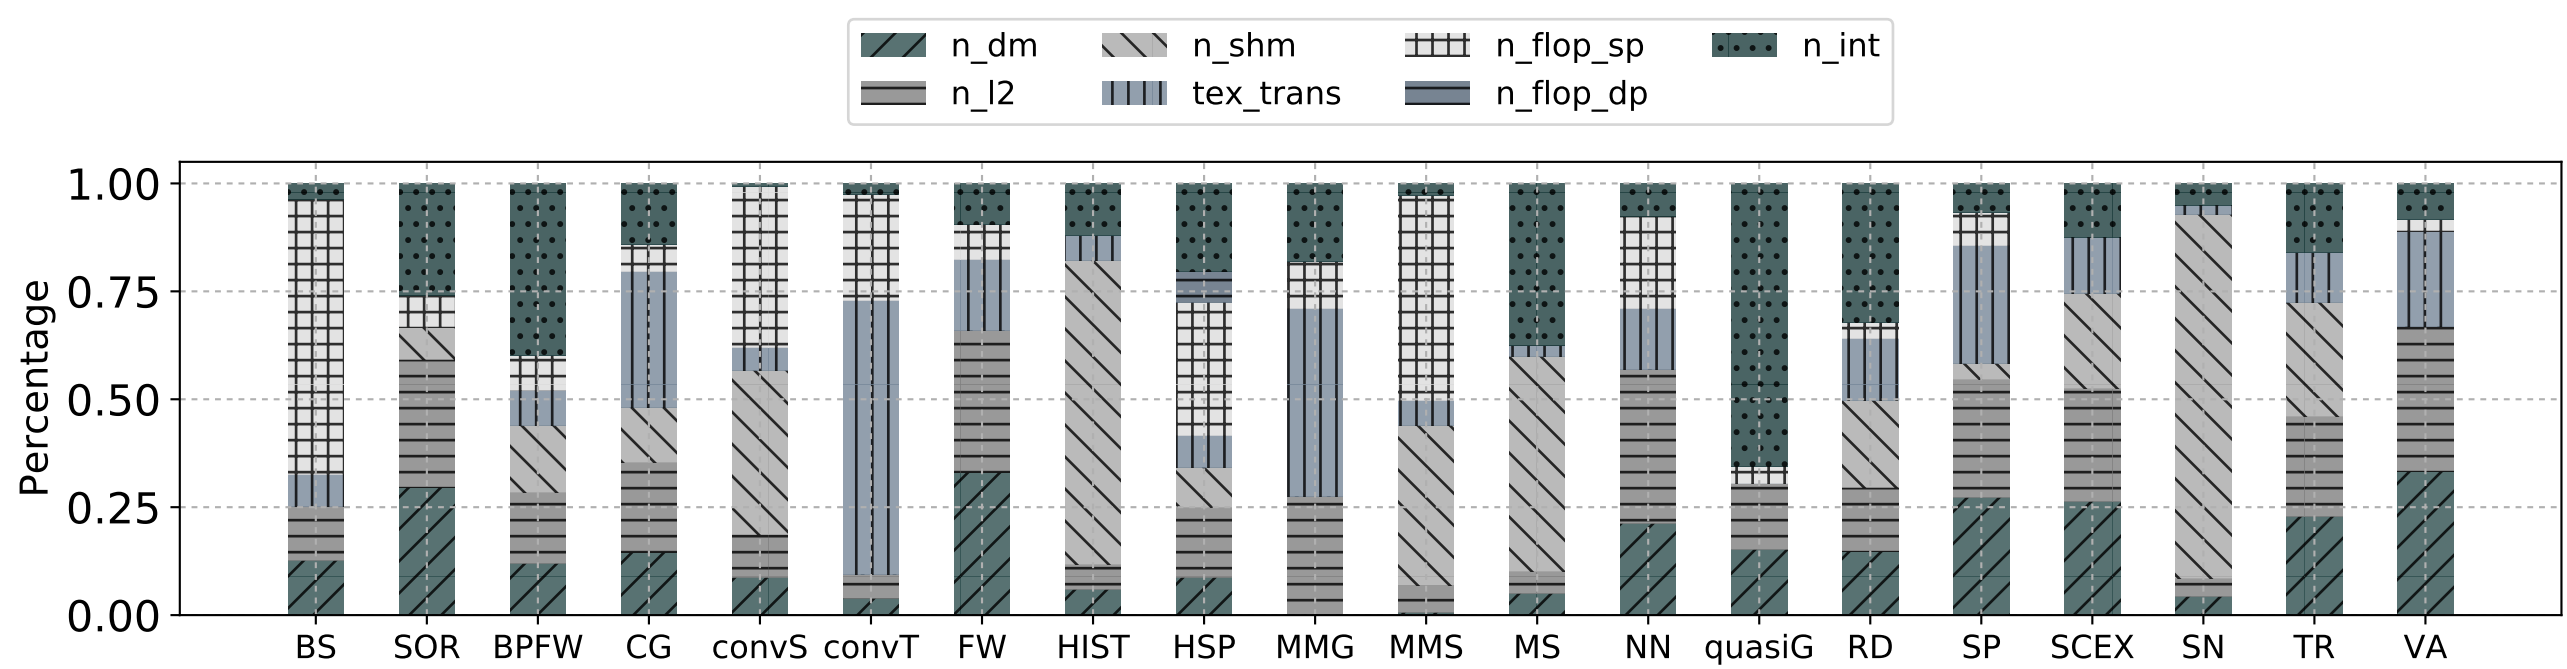 n_dm n_shm n_flop_sp n_int
n_l2 tex_trans n_flop_dp
Percentage
1.00
0.75
0.50
0.25
0.00
BS SOR BPFW CG convS convT FW HIST HSP MMG MMS MS NN quasiG RD SP SCEX SN TR VA